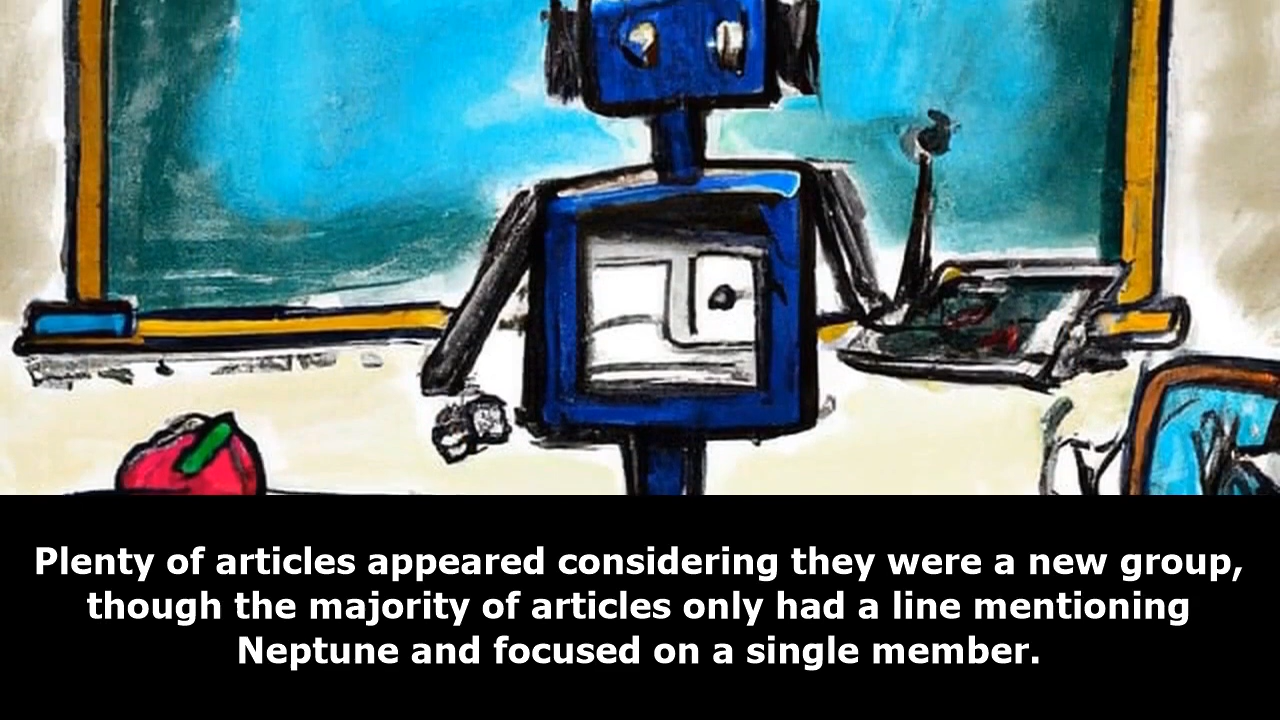 Plenty of articles appeared considering they were a new group,
though the majority of articles only had a line mentioning
Neptune and focused on a single member.